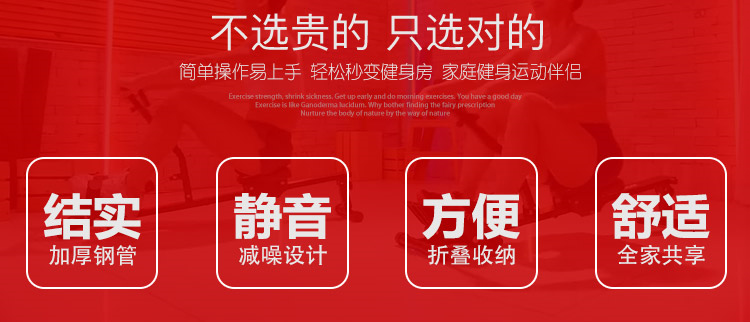 不选贵的 只选对的
简单操作易上手 轻松秒变健身房 家庭健身运动伴侣
Exercise strength, shrink sickness. Get up early and do morning exercises. You have a good day
Exercise is like Ganoderma lucidum. Why bother finding the fairy prescription
Nurture the body of nature by the way of nature
结实
加厚钢管
静音
减噪设计
方便
折叠收纳
舒适
全家共享